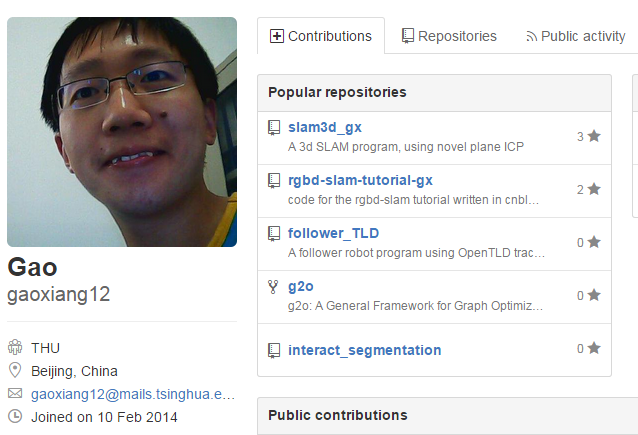 Contributions
Repositories
Public activity
Popular repositories
slam3d_gx
A 3d SLAM program, using novel plane ICP
3
rgbd-slam-tutorial-gx
code for the rgbd-slam tutorial written in cnbl…
2
follower_TLD
A follower robot program using OpenTLD trac…
0
g2o
g2o: A General Framework for Graph Optimiz…
0
interact_segmentation
0
Public contributions
Gao
gaoxiang12
THU
Beijing, China
gaoxiang12@mails.tsinghua.e…
Joined on 10 Feb 2014